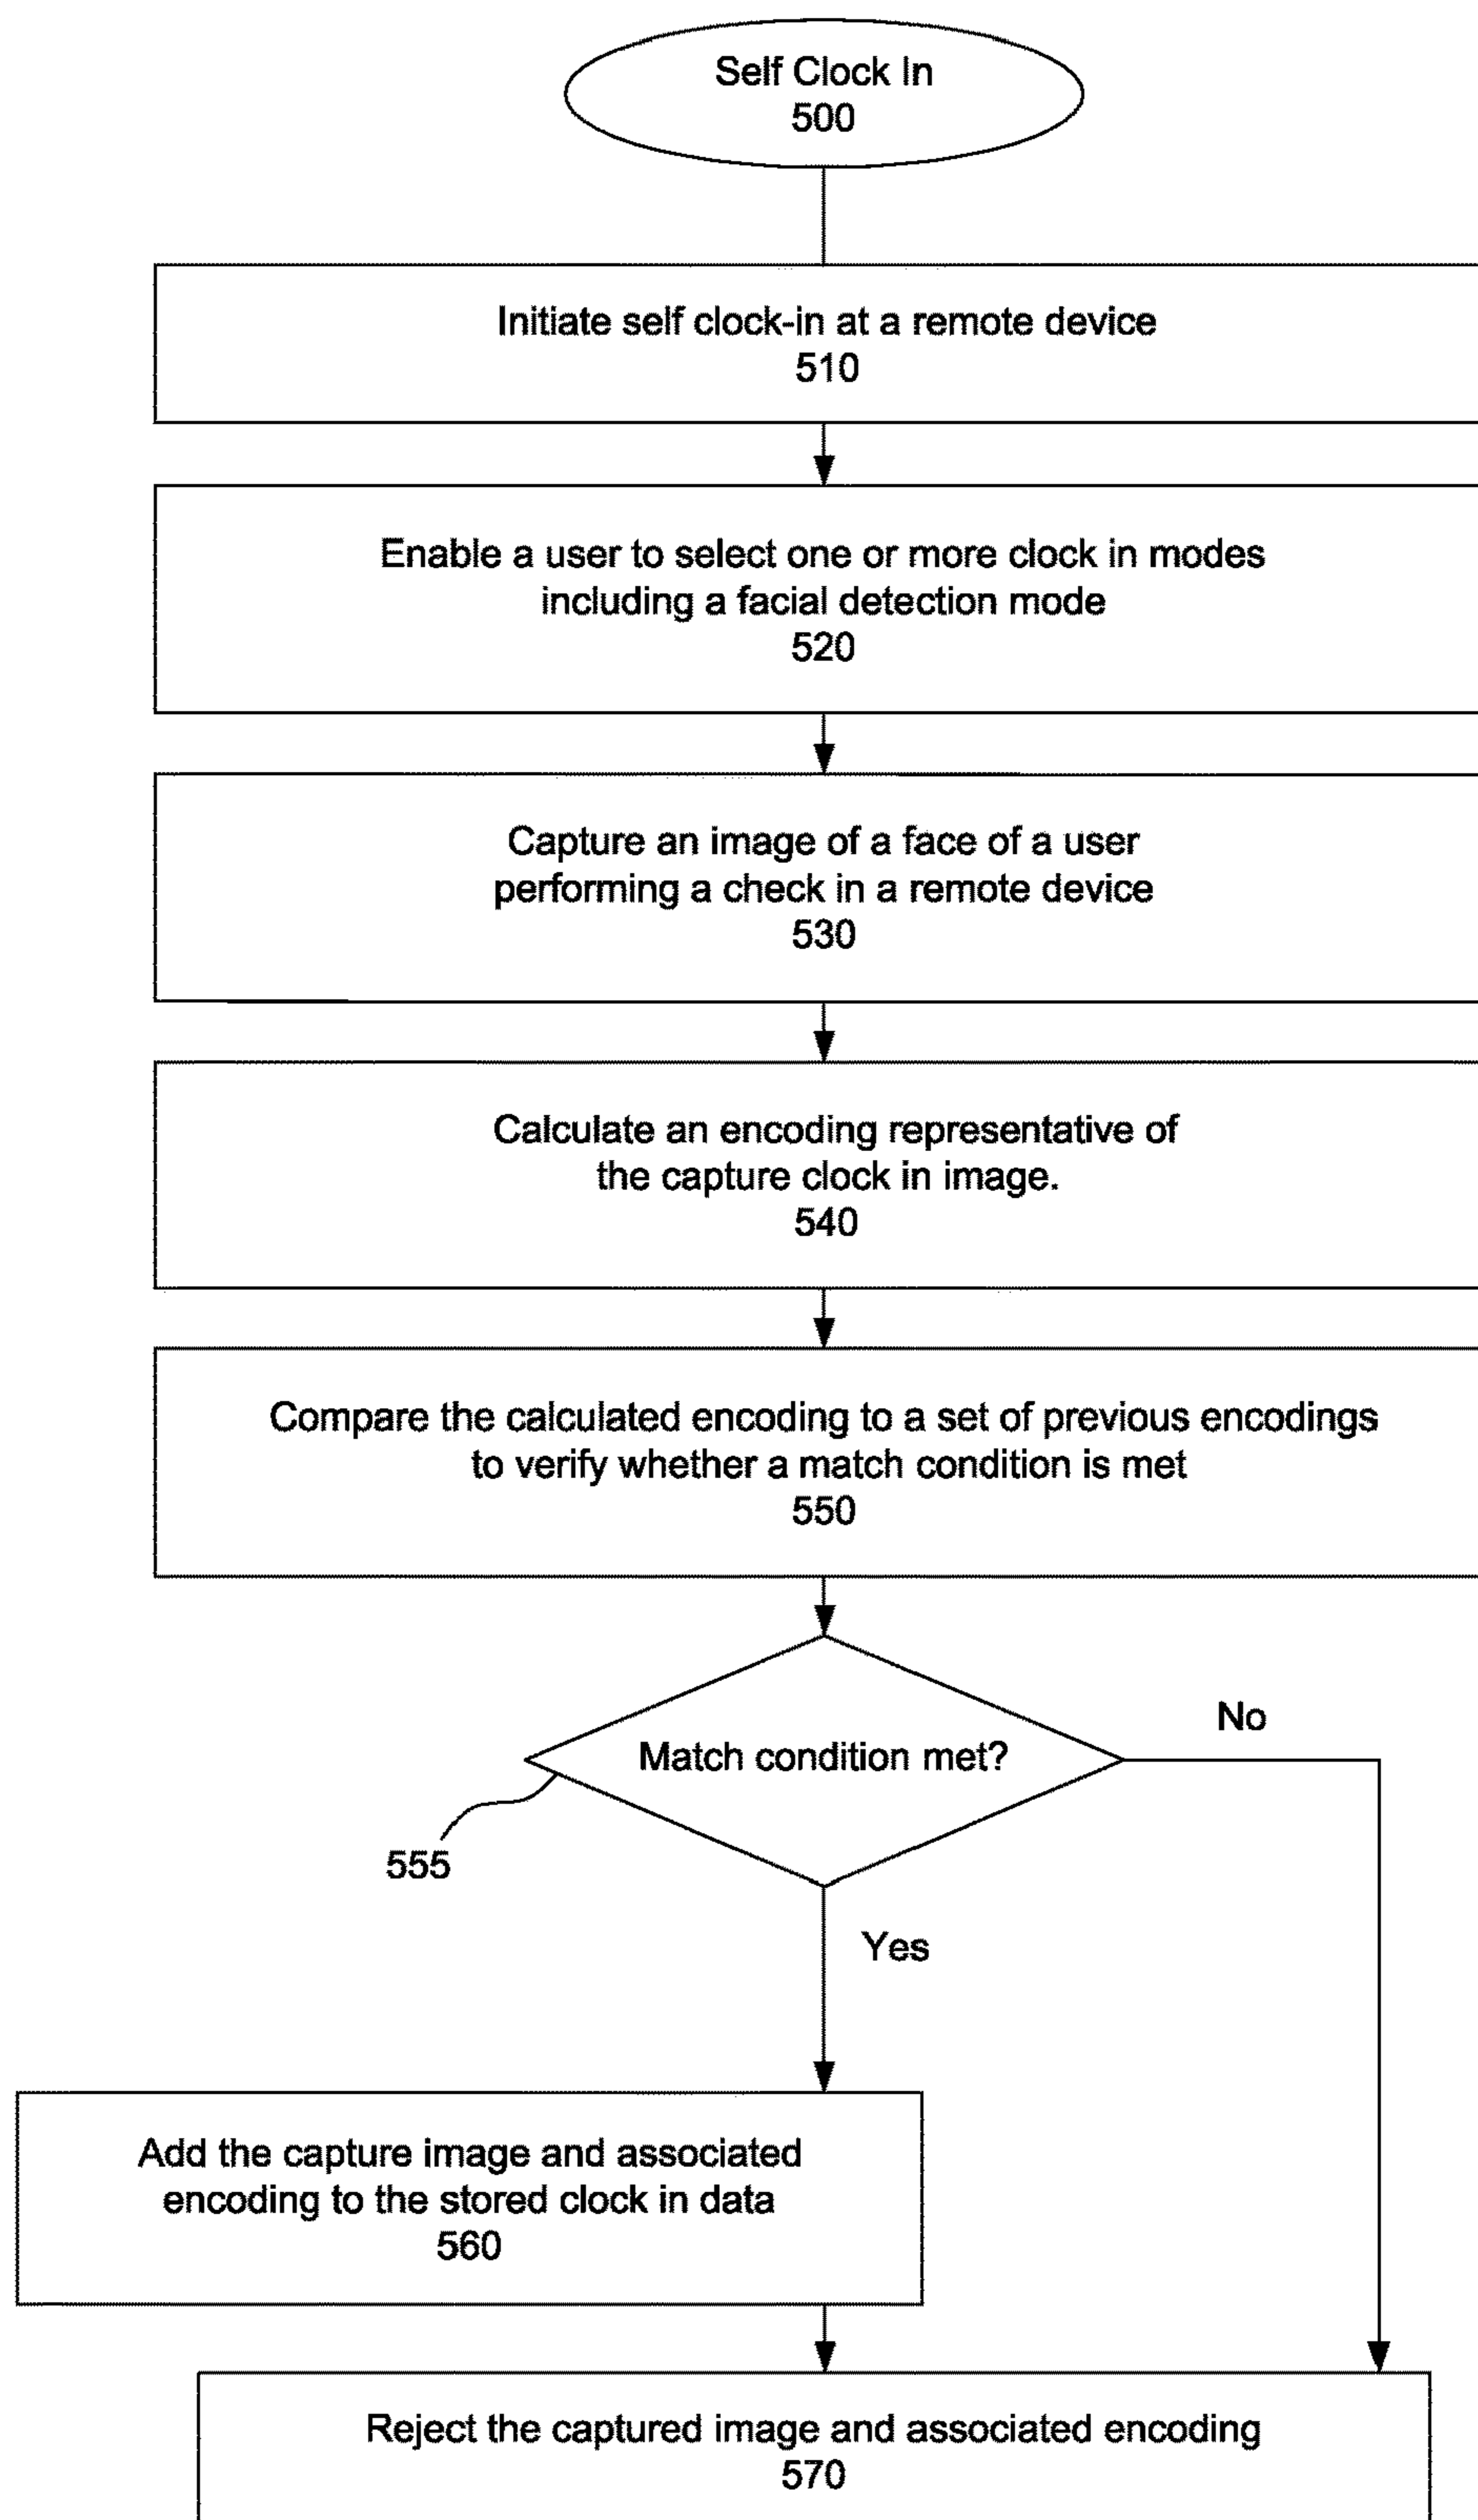 Self Clock In
500
Initiate self clock-in at a remote device
510
Enable a user to select one or more clock in modes
including a facial detection mode
520
Capture an image of a face of a user
performing a check in a remote device
530
Calculate an encoding representative of
the capture clock in image.
540
Compare the calculated encoding to a set of previous encodings
to verify whether a match condition is met
550
Match condition met?
No
555
Yes
Add the capture image and associated
encoding to the stored clock in data
560
Reject the captured image and associated encoding
570